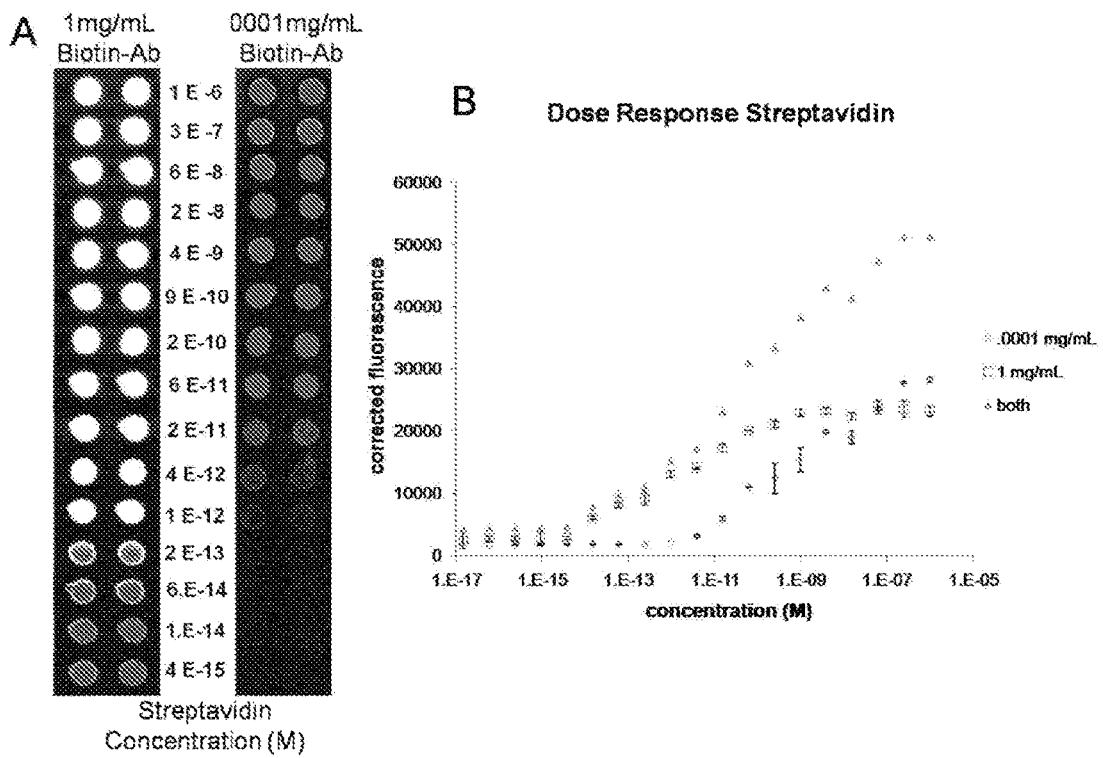 A
1mg/mL
Biotin-Ab
0001mg/mL
Biotin-Ab
1 E -6
3 E -7
6 E -8
2 E -8
4 E -9
9 E -10
2 E -10
6 E -11
2 E -11
4 E -12
1 E -12
2 E -13
6.E -14
1.E -14
4 E -15
Streptavidin
Concentration (M)
B
Dose Response Streptavidin
corrected fluorescence
60000
50000
40000
30000
20000
10000
0
1.E-17
1.E-15
1.E-13
1.E-11
1.E-09
1.E-07
1.E-05
concentration (M)
.0001 mg/mL
1 mg/mL
both